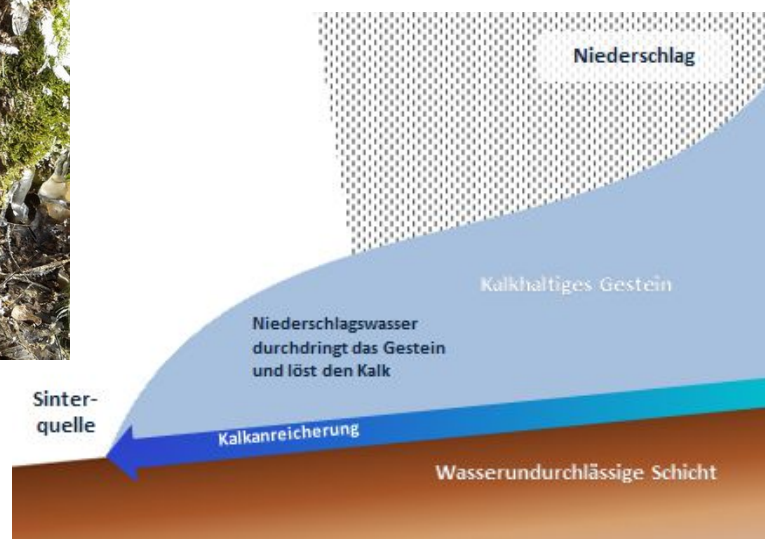 Niederschlag
Kalkhaltiges Gestein
Niederschlagswasser
durchdringt das Gestein
und löst den Kalk
Sinter-
quelle
Kalkanreicherung
Wasserundurchlässige Schicht